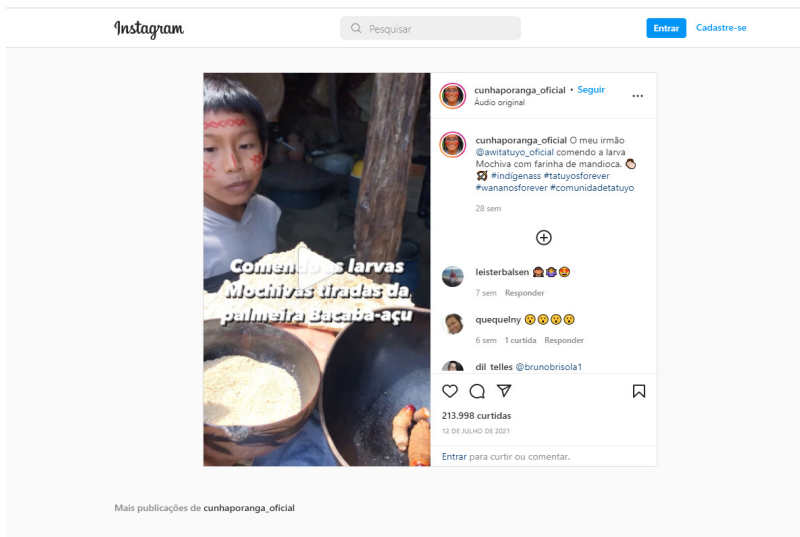 Instagram
Pesquisar
Entrar
Cadastre-se
cunhaporanga_oficial • Seguir
Áudio original
cunhaporanga_oficial O meu irmão
@awitatuyo_oficial comendo a larva
Mochiva com farinha de mandioca.
#indígenass #tatuyosforever
#wananosforever #comunidadetatuyo
28 sem
Comendo as larvas
Mochivas tiradas da
palmeira Bacaba-açu
leisterbalsen
7 sem Responder
quequelny
6 sem 1 curtida Responder
dil_telles @brunobrisola1
213.998 curtidas
12 DE JULHO DE 2021
Entrar para curtir ou comentar.
Mais publicações de cunhaporanga_oficial